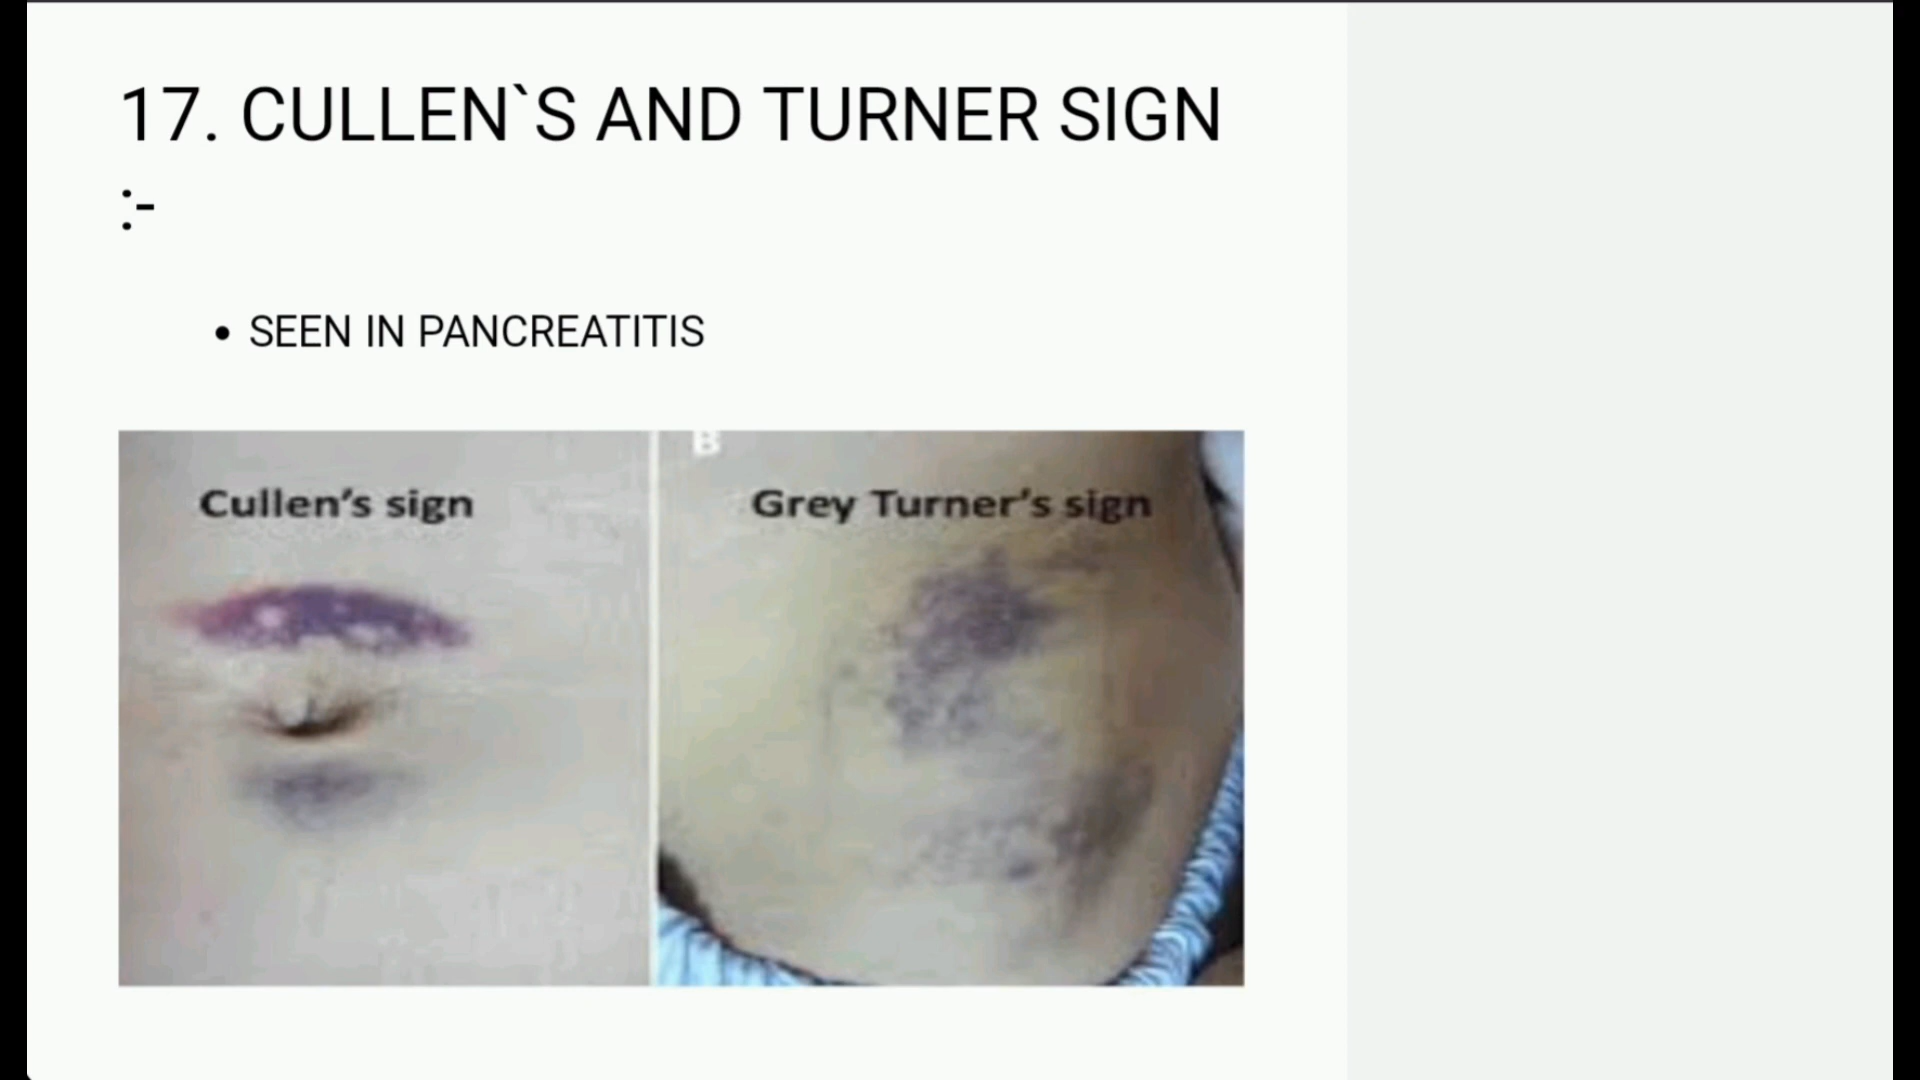 17. CULLEN`S AND TURNER SIGN
:-
• SEEN IN PANCREATITIS
B
Cullen's sign
Grey Turner's sign